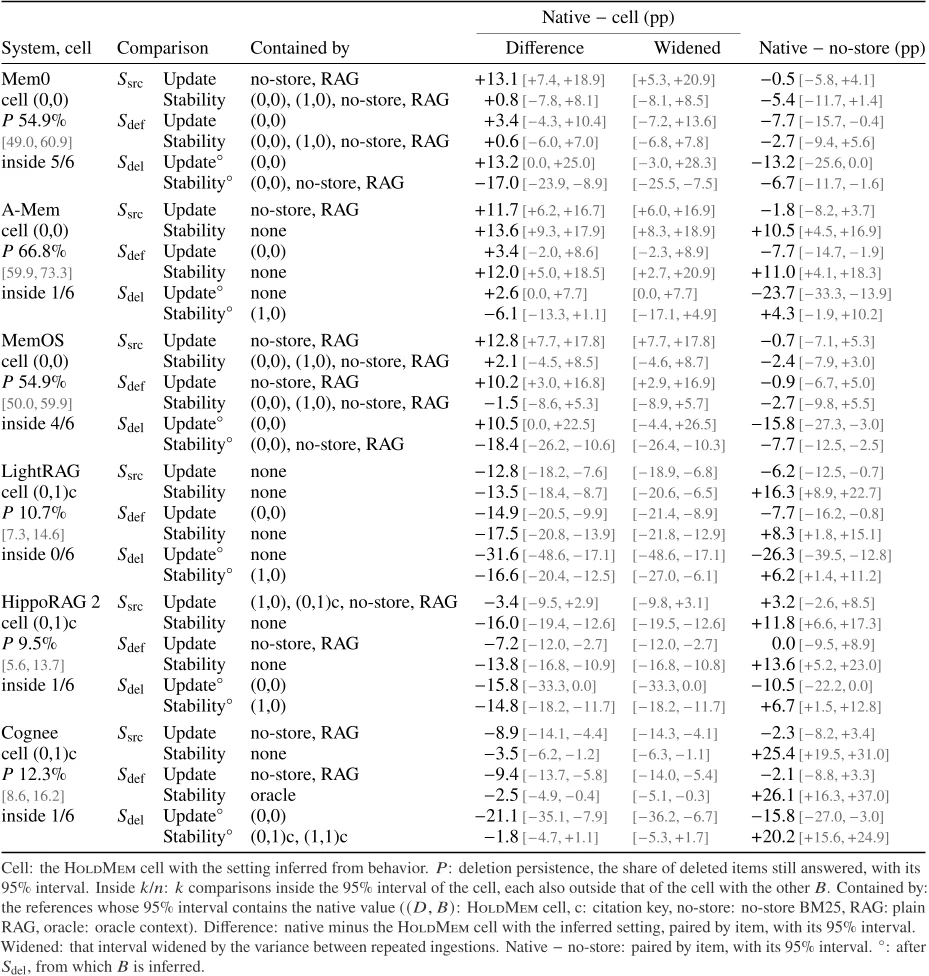 Native − cell (pp)
System, cell Comparison Contained by Difference Widened Native − no-store (pp)
Mem0 S_src Update no-store, RAG +13.1 [+7.4, +18.9] [+5.3, +20.9] −0.5 [−5.8, +4.1]
cell (0,0) Stability (0,0), (1,0), no-store, RAG +0.8 [−7.8, +8.1] [−8.1, +8.5] −5.4 [−11.7, +1.4]
P 54.9% S_def Update (0,0) +3.4 [−4.3, +10.4] [−7.2, +13.6] −7.7 [−15.7, −0.4]
[49.0, 60.9] Stability (0,0), (1,0), no-store, RAG +0.6 [−6.0, +7.0] [−6.8, +7.8] −2.7 [−9.4, +5.6]
inside 5/6 S_del Update° (0,0) +13.2 [0.0, +25.0] [−3.0, +28.3] −13.2 [−25.6, 0.0]
Stability° (0,0), no-store, RAG −17.0 [−23.9, −8.9] [−25.5, −7.5] −6.7 [−11.7, −1.6]
A-Mem S_src Update no-store, RAG +11.7 [+6.2, +16.7] [+6.0, +16.9] −1.8 [−8.2, +3.7]
cell (0,0) Stability none +13.6 [+9.3, +17.9] [+8.3, +18.9] +10.5 [+4.5, +16.9]
P 66.8% S_def Update (0,0) +3.4 [−2.0, +8.6] [−2.3, +8.9] −7.7 [−14.7, −1.9]
[59.9, 73.3] Stability none +12.0 [+5.0, +18.5] [+2.7, +20.9] +11.0 [+4.1, +18.3]
inside 1/6 S_del Update° none +2.6 [0.0, +7.7] [0.0, +7.7] −23.7 [−33.3, −13.9]
Stability° (1,0) −6.1 [−13.3, +1.1] [−17.1, +4.9] +4.3 [−1.9, +10.2]
MemOS S_src Update no-store, RAG +12.8 [+7.7, +17.8] [+7.7, +17.8] −0.7 [−7.1, +5.3]
cell (0,0) Stability (0,0), (1,0), no-store, RAG +2.1 [−4.5, +8.5] [−4.6, +8.7] −2.4 [−7.9, +3.0]
P 54.9% S_def Update no-store, RAG +10.2 [+3.0, +16.8] [+2.9, +16.9] −0.9 [−6.7, +5.0]
[50.0, 59.9] Stability (0,0), (1,0), no-store, RAG −1.5 [−8.6, +5.3] [−8.9, +5.7] −2.7 [−9.8, +5.5]
inside 4/6 S_del Update° (0,0) +10.5 [0.0, +22.5] [−4.4, +26.5] −15.8 [−27.3, −3.0]
Stability° (0,0), no-store, RAG −18.4 [−26.2, −10.6] [−26.4, −10.3] −7.7 [−12.5, −2.5]
LightRAG S_src Update none −12.8 [−18.2, −7.6] [−18.9, −6.8] −6.2 [−12.5, −0.7]
cell (0,1)c Stability none −13.5 [−18.4, −8.7] [−20.6, −6.5] +16.3 [+8.9, +22.7]
P 10.7% S_def Update (0,0) −14.9 [−20.5, −9.9] [−21.4, −8.9] −7.7 [−16.2, −0.8]
[7.3, 14.6] Stability none −17.5 [−20.8, −13.9] [−21.8, −12.9] +8.3 [+1.8, +15.1]
inside 0/6 S_del Update° none −31.6 [−48.6, −17.1] [−48.6, −17.1] −26.3 [−39.5, −12.8]
Stability° (1,0) −16.6 [−20.4, −12.5] [−27.0, −6.1] +6.2 [+1.4, +11.2]
HippoRAG 2 S_src Update (1,0), (0,1)c, no-store, RAG −3.4 [−9.5, +2.9] [−9.8, +3.1] +3.2 [−2.6, +8.5]
cell (0,1)c Stability none −16.0 [−19.4, −12.6] [−19.5, −12.6] +11.8 [+6.6, +17.3]
P 9.5% S_def Update no-store, RAG −7.2 [−12.0, −2.7] [−12.0, −2.7] 0.0 [−9.5, +8.9]
[5.6, 13.7] Stability none −13.8 [−16.8, −10.9] [−16.8, −10.8] +13.6 [+5.2, +23.0]
inside 1/6 S_del Update° (0,0) −15.8 [−33.3, 0.0] [−33.3, 0.0] −10.5 [−22.2, 0.0]
Stability° (1,0) −14.8 [−18.2, −11.7] [−18.2, −11.7] +6.7 [+1.5, +12.8]
Cognee S_src Update no-store, RAG −8.9 [−14.1, −4.4] [−14.3, −4.1] −2.3 [−8.2, +3.4]
cell (0,1)c Stability none −3.5 [−6.2, −1.2] [−6.3, −1.1] +25.4 [+19.5, +31.0]
P 12.3% S_def Update no-store, RAG −9.4 [−13.7, −5.8] [−14.0, −5.4] −2.1 [−8.8, +3.3]
[8.6, 16.2] Stability oracle −2.5 [−4.9, −0.4] [−5.1, −0.3] +26.1 [+16.3, +37.0]
inside 1/6 S_del Update° (0,0) −21.1 [−35.1, −7.9] [−36.2, −6.7] −15.8 [−27.0, −3.0]
Stability° (0,1)c, (1,1)c −1.8 [−4.7, +1.1] [−5.3, +1.7] +20.2 [+15.6, +24.9]
Cell: the HOLDMEM cell with the setting inferred from behavior. P: deletion persistence, the share of deleted items still answered, with its
95% interval. Inside k/n: k comparisons inside the 95% interval of the cell, each also outside that of the cell with the other B. Contained by:
the references whose 95% interval contains the native value ((D, B): HOLDMEM cell, c: citation key, no-store: no-store BM25, RAG: plain
RAG, oracle: oracle context). Difference: native minus the HOLDMEM cell with the inferred setting, paired by item, with its 95% interval.
Widened: that interval widened by the variance between repeated ingestions. Native − no-store: paired by item, with its 95% interval. °: after
S_del, from which B is inferred.